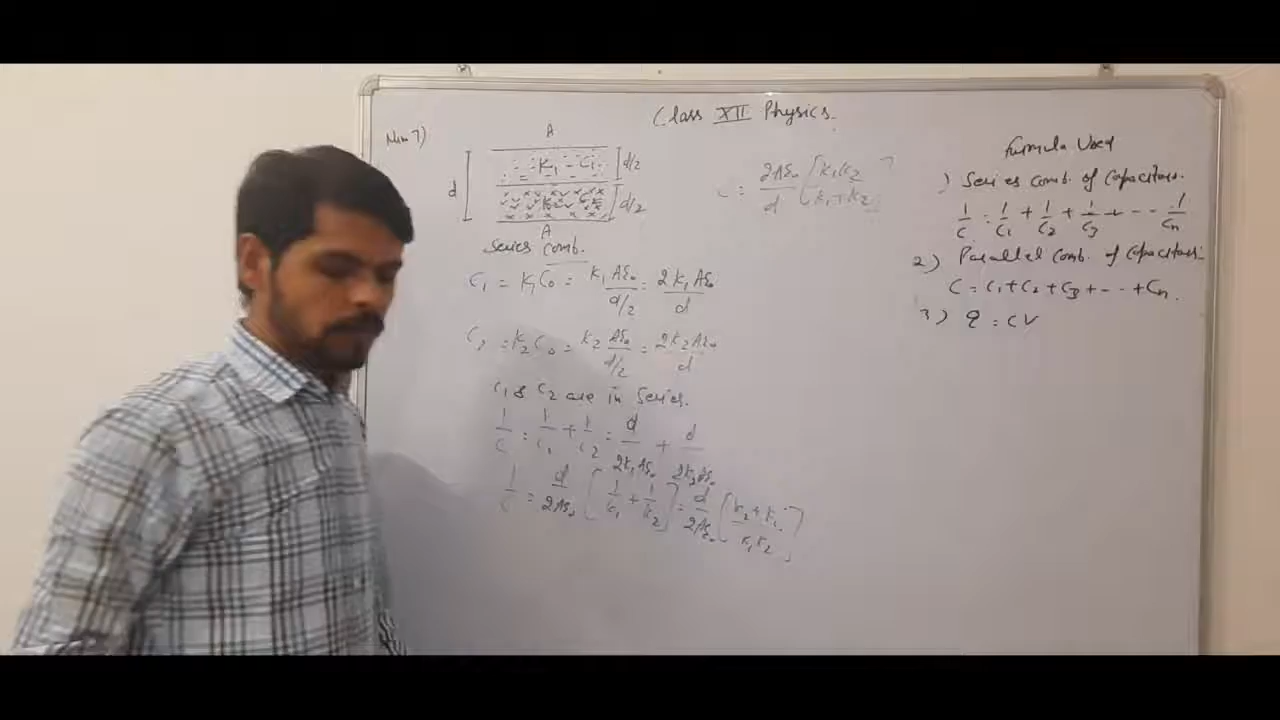 Class XII Physics.
Num 7)
A
d
K₁ - C₁
d/2
d/2
A
Series Comb.
C₁ = K₁C₀ = K₁Aε₀/(d/2) = 2K₁Aε₀/d
C₂ = K₂C₀ = K₂ Aε₀/(d/2) = 2K₂Aε₀/d
C₁ & C₂ are in Series.
1/C = 1/C₁ + 1/C₂ = d/2K₁Aε₀ + d/2K₂Aε₀
1/C = d/2Aε₀ [1/K₁ + 1/K₂] = d/2Aε₀ [K₂+K₁/K₁K₂]
C = 2Aε₀/d [K₁K₂/K₁+K₂]
Formula Used
1) Series Comb. of Capacitors.
1/C = 1/C₁ + 1/C₂ + 1/C₃ + - - 1/Cn
2) Parallel Comb. of Capacitors.
C = C₁ + C₂ + C₃ + - - + Cn.
3) Q = CV